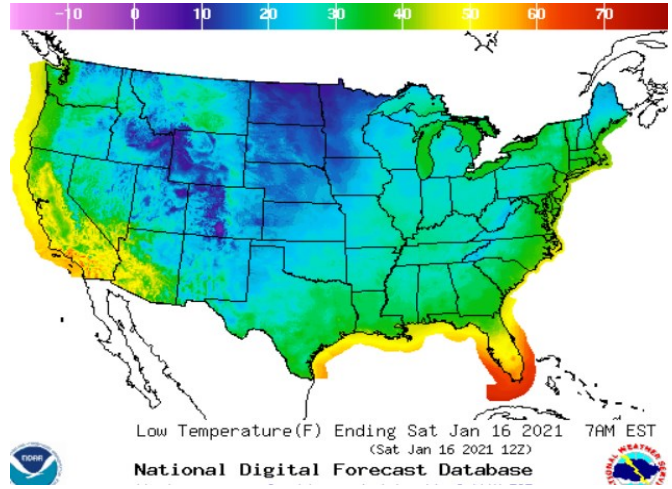 -10 0 10 20 30 40 50 60 70
Low Temperature(F) Ending Sat Jan 16 2021 7AM EST
(Sat Jan 16 2021 12Z)
National Digital Forecast Database
NOAA